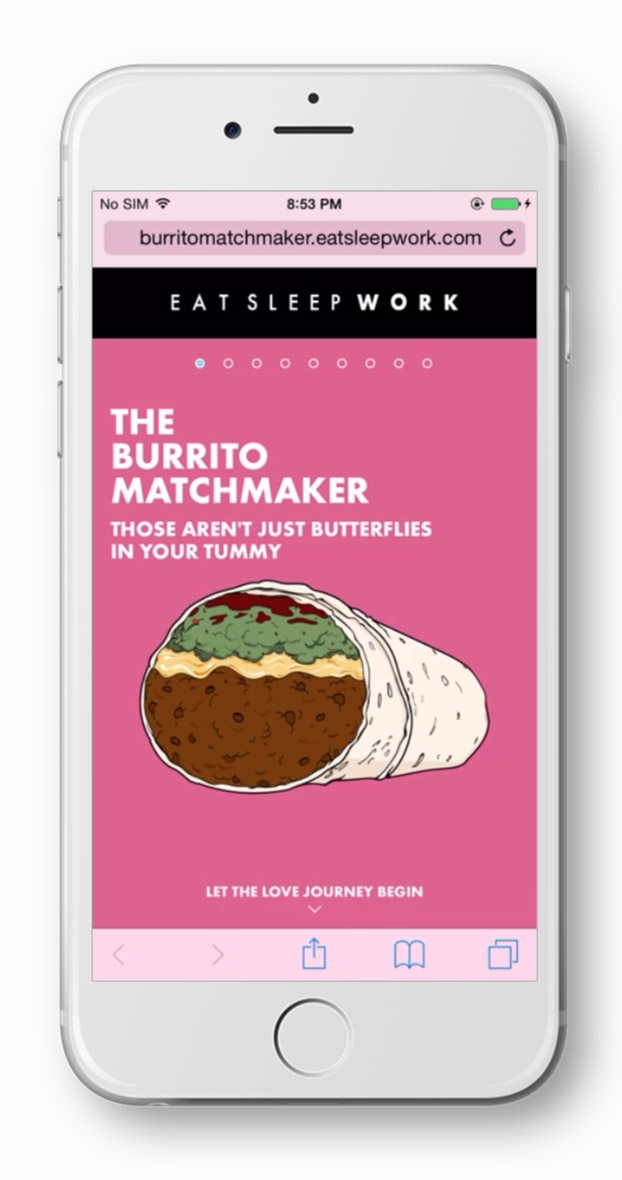 No SIM 8:53 PM
burritomatchmaker.eatsleepwork.com
EAT SLEEP WORK
THE
BURRITO
MATCHMAKER
THOSE AREN'T JUST BUTTERFLIES
IN YOUR TUMMY
LET THE LOVE JOURNEY BEGIN